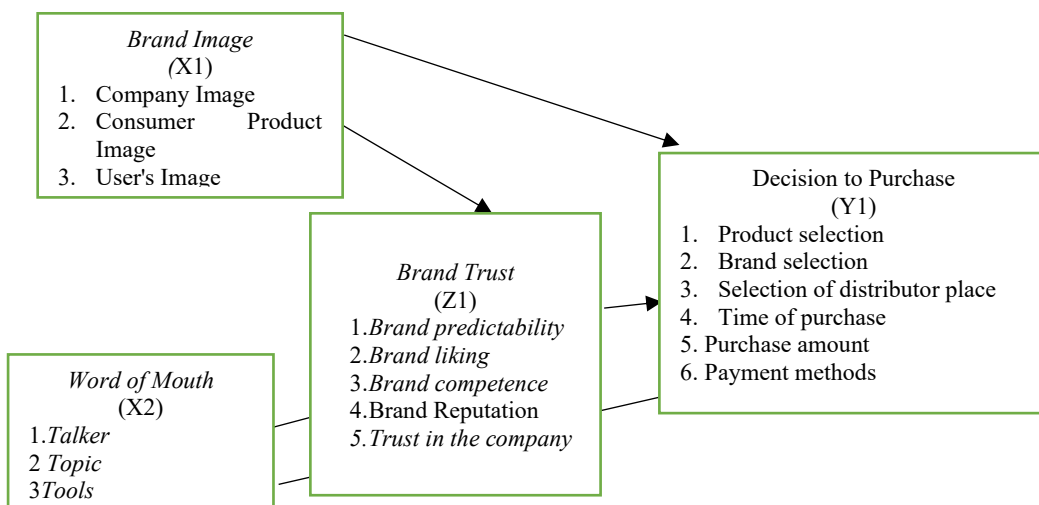 Brand Image
(X1)
1. Company Image
2. Consumer Product
Image
3. User's Image
Decision to Purchase
(Y1)
1. Product selection
2. Brand selection
3. Selection of distributor place
4. Time of purchase
5. Purchase amount
6. Payment methods
Brand Trust
(Z1)
1.Brand predictability
2.Brand liking
3.Brand competence
4.Brand Reputation
5.Trust in the company
Word of Mouth
(X2)
1.Talker
2 Topic
3Tools